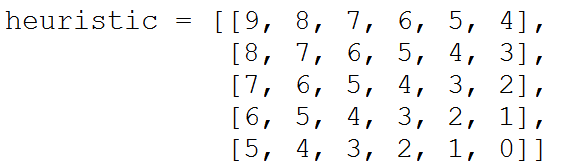 heuristic = [[9, 8, 7, 6, 5, 4],
[8, 7, 6, 5, 4, 3],
[7, 6, 5, 4, 3, 2],
[6, 5, 4, 3, 2, 1],
[5, 4, 3, 2, 1, 0]]